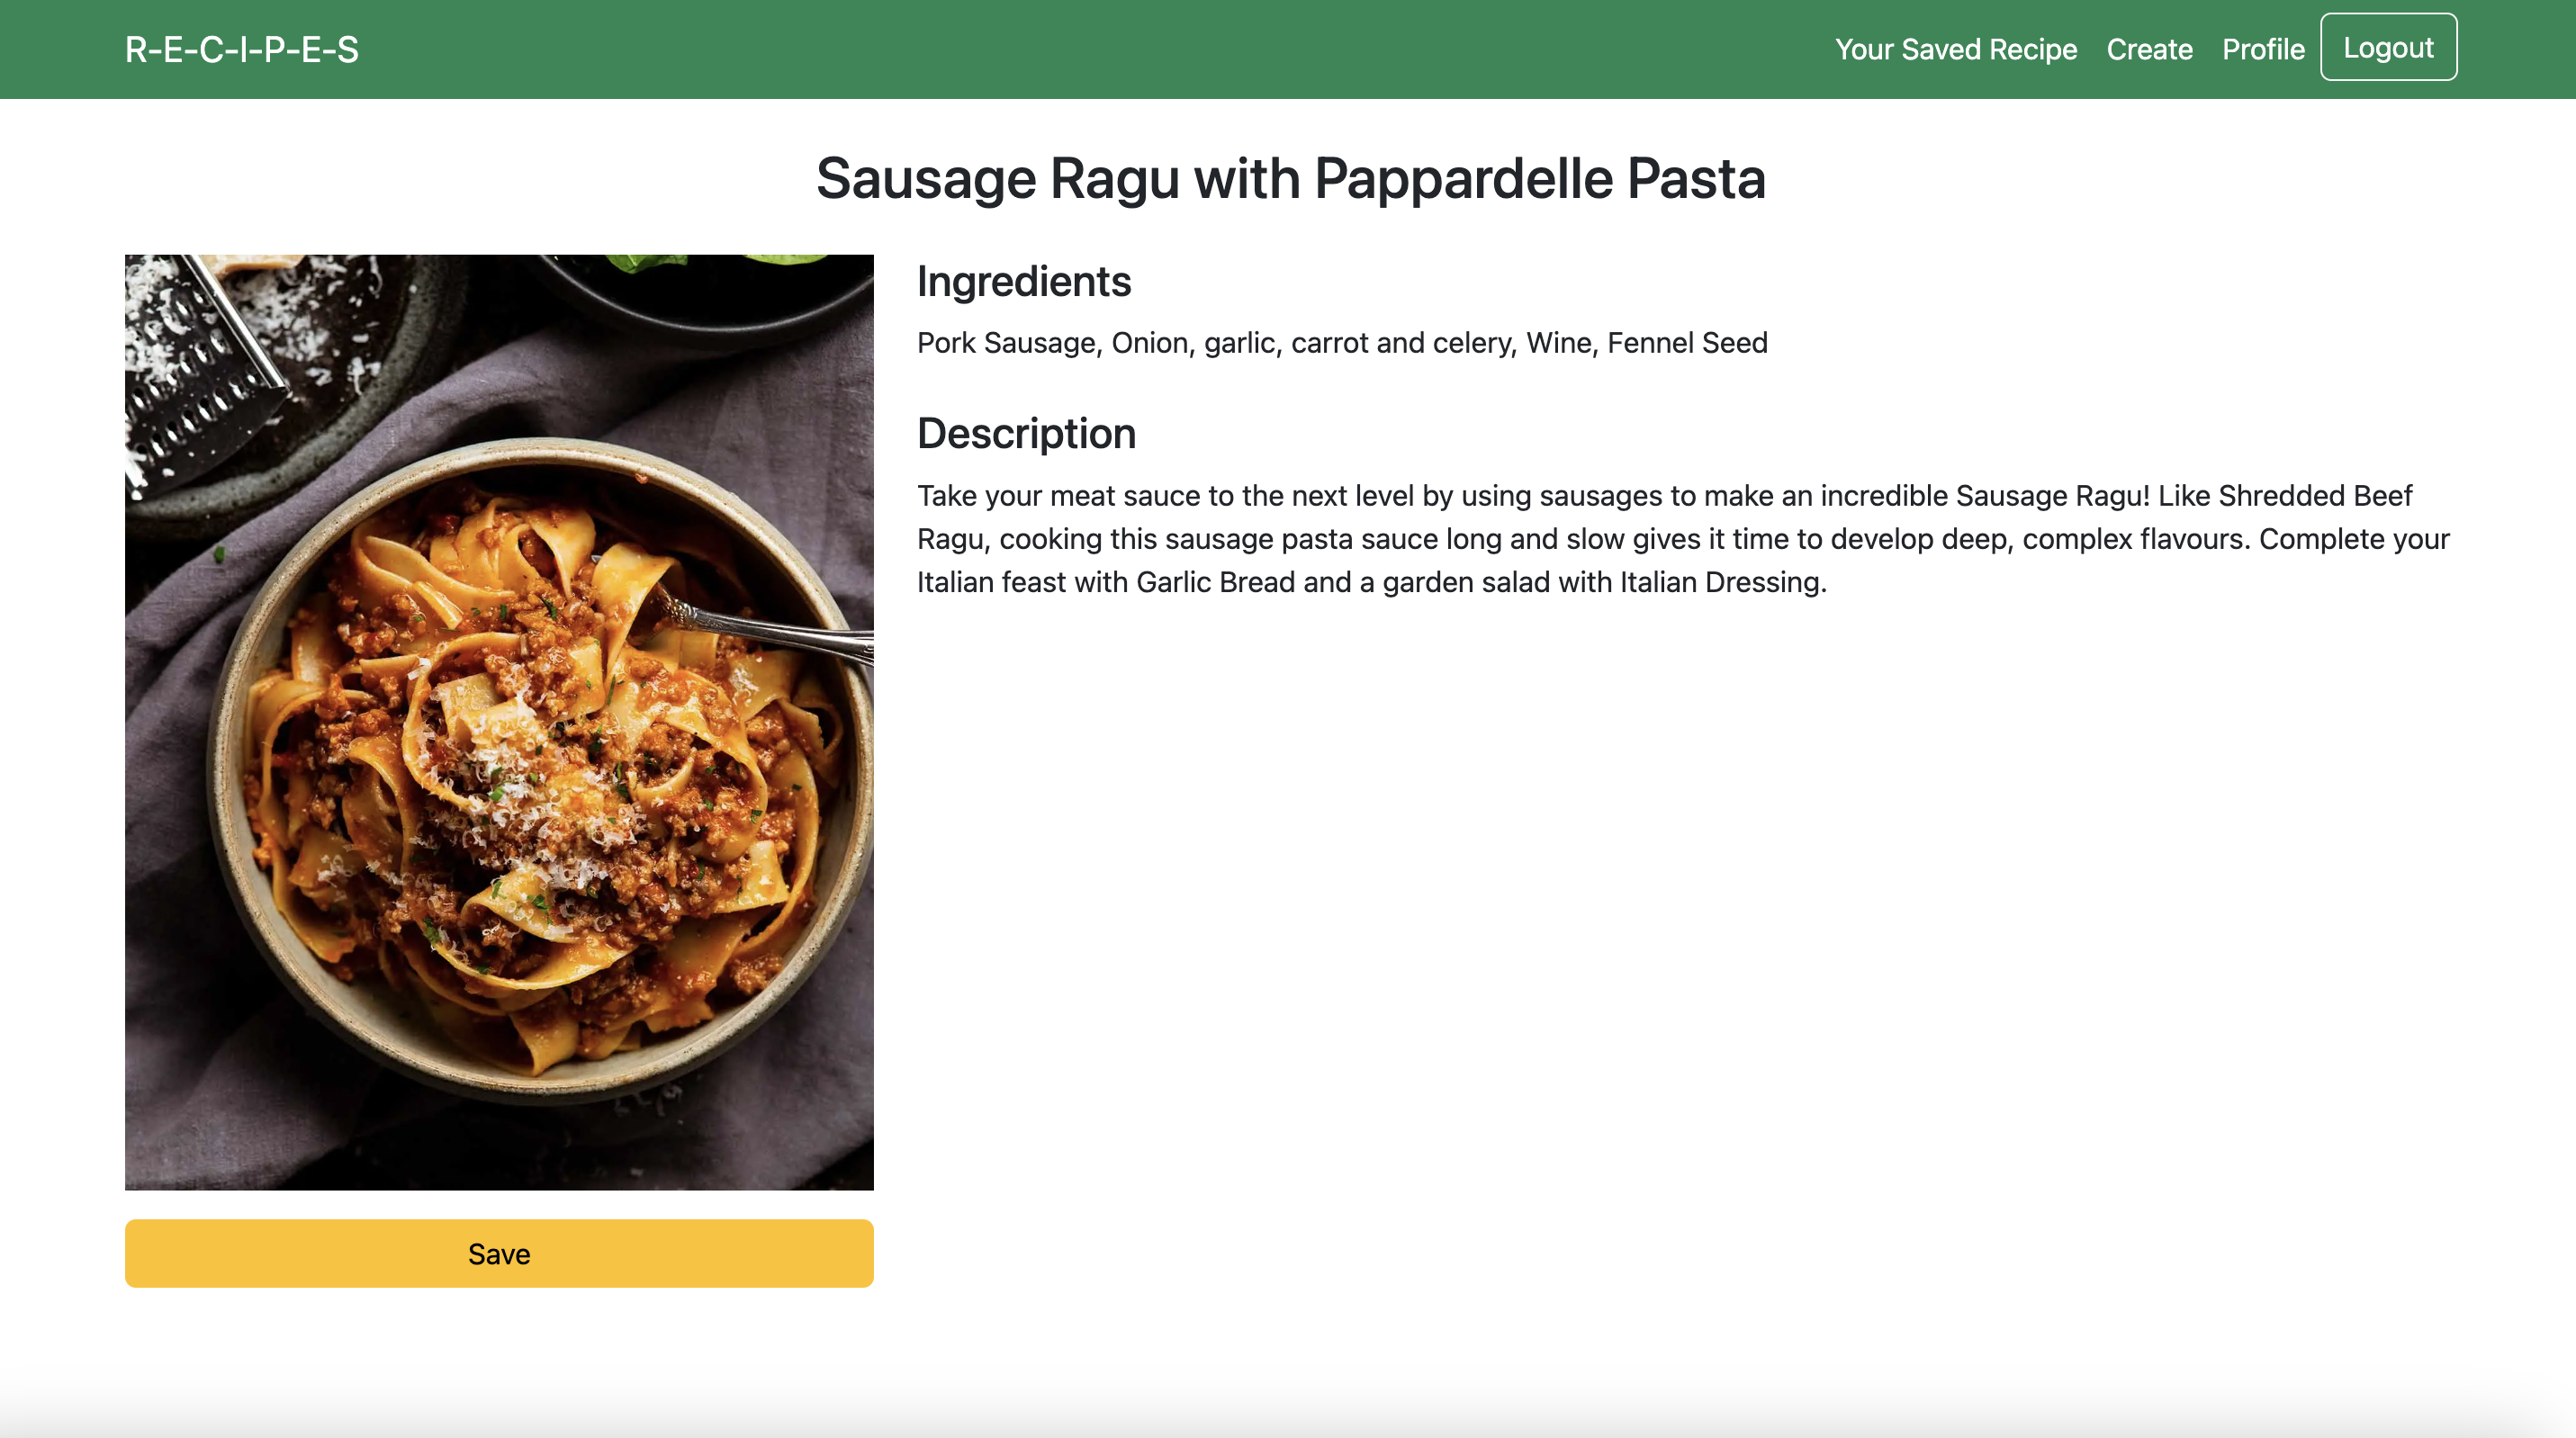 R-E-C-I-P-E-S
Your Saved Recipe
Create
Profile
Logout
Sausage Ragu with Pappardelle Pasta
Ingredients
Pork Sausage, Onion, garlic, carrot and celery, Wine, Fennel Seed
Description
Take your meat sauce to the next level by using sausages to make an incredible Sausage Ragu! Like Shredded Beef
Ragu, cooking this sausage pasta sauce long and slow gives it time to develop deep, complex flavours. Complete your
Italian feast with Garlic Bread and a garden salad with Italian Dressing.
Save